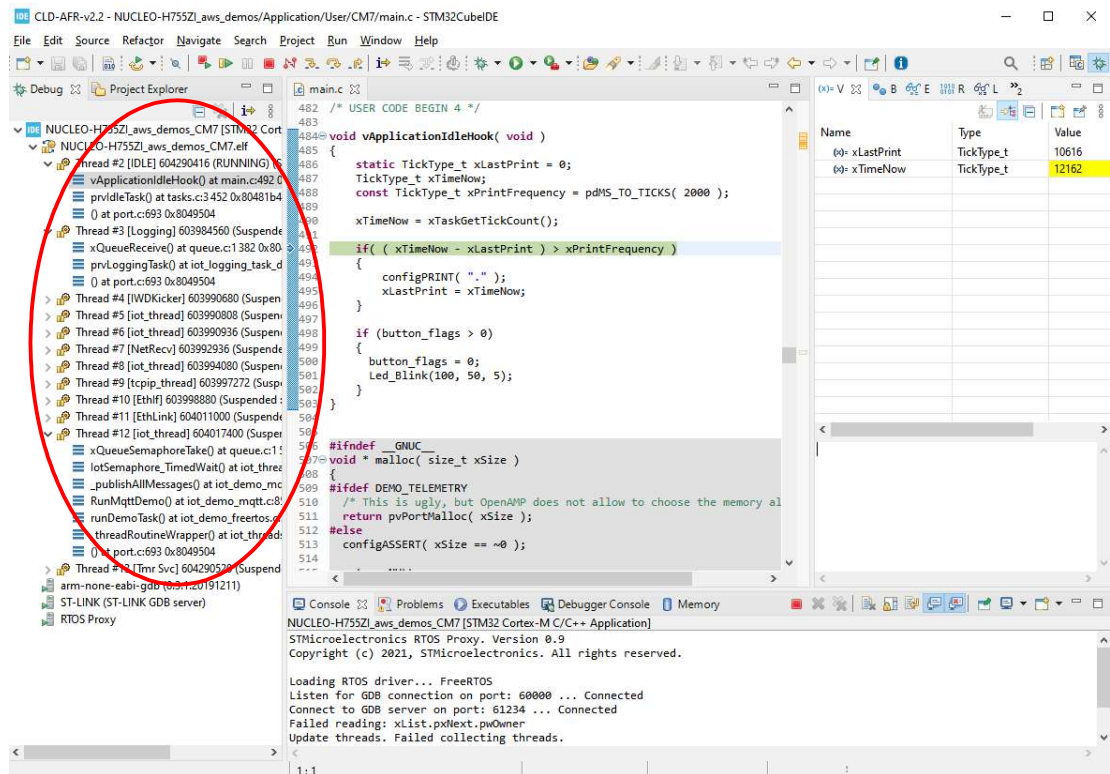 CLD-AFR-v2.2 - NUCLEO-H755ZI_aws_demos/Application/User/CM7/main.c - STM32CubeIDE
File Edit Source Refactor Navigate Search Project Run Window Help
Debug Project Explorer
NUCLEO-H755ZI_aws_demos_CM7 [STM32 Cort
NUCLEO-H755ZI_aws_demos_CM7.elf
Thread #2 [IDLE] 604290416 (RUNNING) (S
vApplicationIdleHook() at main.c:492 0
prvIdleTask() at tasks.c:3 452 0x80481b4
() at port.c:693 0x8049504
Thread #3 [Logging] 603984560 (Suspende
xQueueReceive() at queue.c:1 382 0x80
prvLoggingTask() at iot_logging_task_d
() at port.c:693 0x8049504
Thread #4 [IWDKicker] 603990680 (Suspen
Thread #5 [iot_thread] 603990808 (Suspen
Thread #6 [iot_thread] 603990936 (Suspen
Thread #7 [NetRecv] 603992936 (Suspende
Thread #8 [iot_thread] 603994080 (Suspen
Thread #9 [tcpip_thread] 603997272 (Susp
Thread #10 [EthIf] 603998880 (Suspended :
Thread #11 [EthLink] 604011000 (Suspend
Thread #12 [iot_thread] 604017400 (Susper
xQueueSemaphoreTake() at queue.c:1
IotSemaphore_TimedWait() at iot_threa
_publishAllMessages() at iot_demo_mc
RunMqttDemo() at iot_demo_mqtt.c:8
runDemoTask() at iot_demo_freertos.c
_threadRoutineWrapper() at iot_threads
() at port.c:693 0x8049504
[Tmr Svc] 604290528 (Suspend
arm-none-eabi-gdb (8.3.1.20191211)
ST-LINK (ST-LINK GDB server)
RTOS Proxy
main.c
482 /* USER CODE BEGIN 4 */
483
484 void vApplicationIdleHook( void )
485 {
486 static TickType_t xLastPrint = 0;
487 TickType_t xTimeNow;
488 const TickType_t xPrintFrequency = pdMS_TO_TICKS( 2000 );
489
490 xTimeNow = xTaskGetTickCount();
491
492 if( ( xTimeNow - xLastPrint ) > xPrintFrequency )
493 {
494 configPRINT( "." );
495 xLastPrint = xTimeNow;
496 }
497
498 if (button_flags > 0)
499 {
500 button_flags = 0;
501 Led_Blink(100, 50, 5);
502 }
503 }
504
505
506 #ifndef __GNUC__
507 void * malloc( size_t xSize )
508 {
509 #ifdef DEMO_TELEMETRY
510 /* This is ugly, but OpenAMP does not allow to choose the memory al
511 return pvPortMalloc( xSize );
512 #else
513 configASSERT( xSize == ~0 );
514
(x)= V B E R L »2
Name Type Value
(x)= xLastPrint TickType_t 10616
(x)= xTimeNow TickType_t 12162
Console Problems Executables Debugger Console Memory
NUCLEO-H755ZI_aws_demos_CM7 [STM32 Cortex-M C/C++ Application]
STMicroelectronics RTOS Proxy. Version 0.9
Copyright (c) 2021, STMicroelectronics. All rights reserved.
Loading RTOS driver... FreeRTOS
Listen for GDB connection on port: 60000 ... Connected
Connect to GDB server on port: 61234 ... Connected
Failed reading: xList.pxNext.pwOwner
Update threads. Failed collecting threads.
1:1